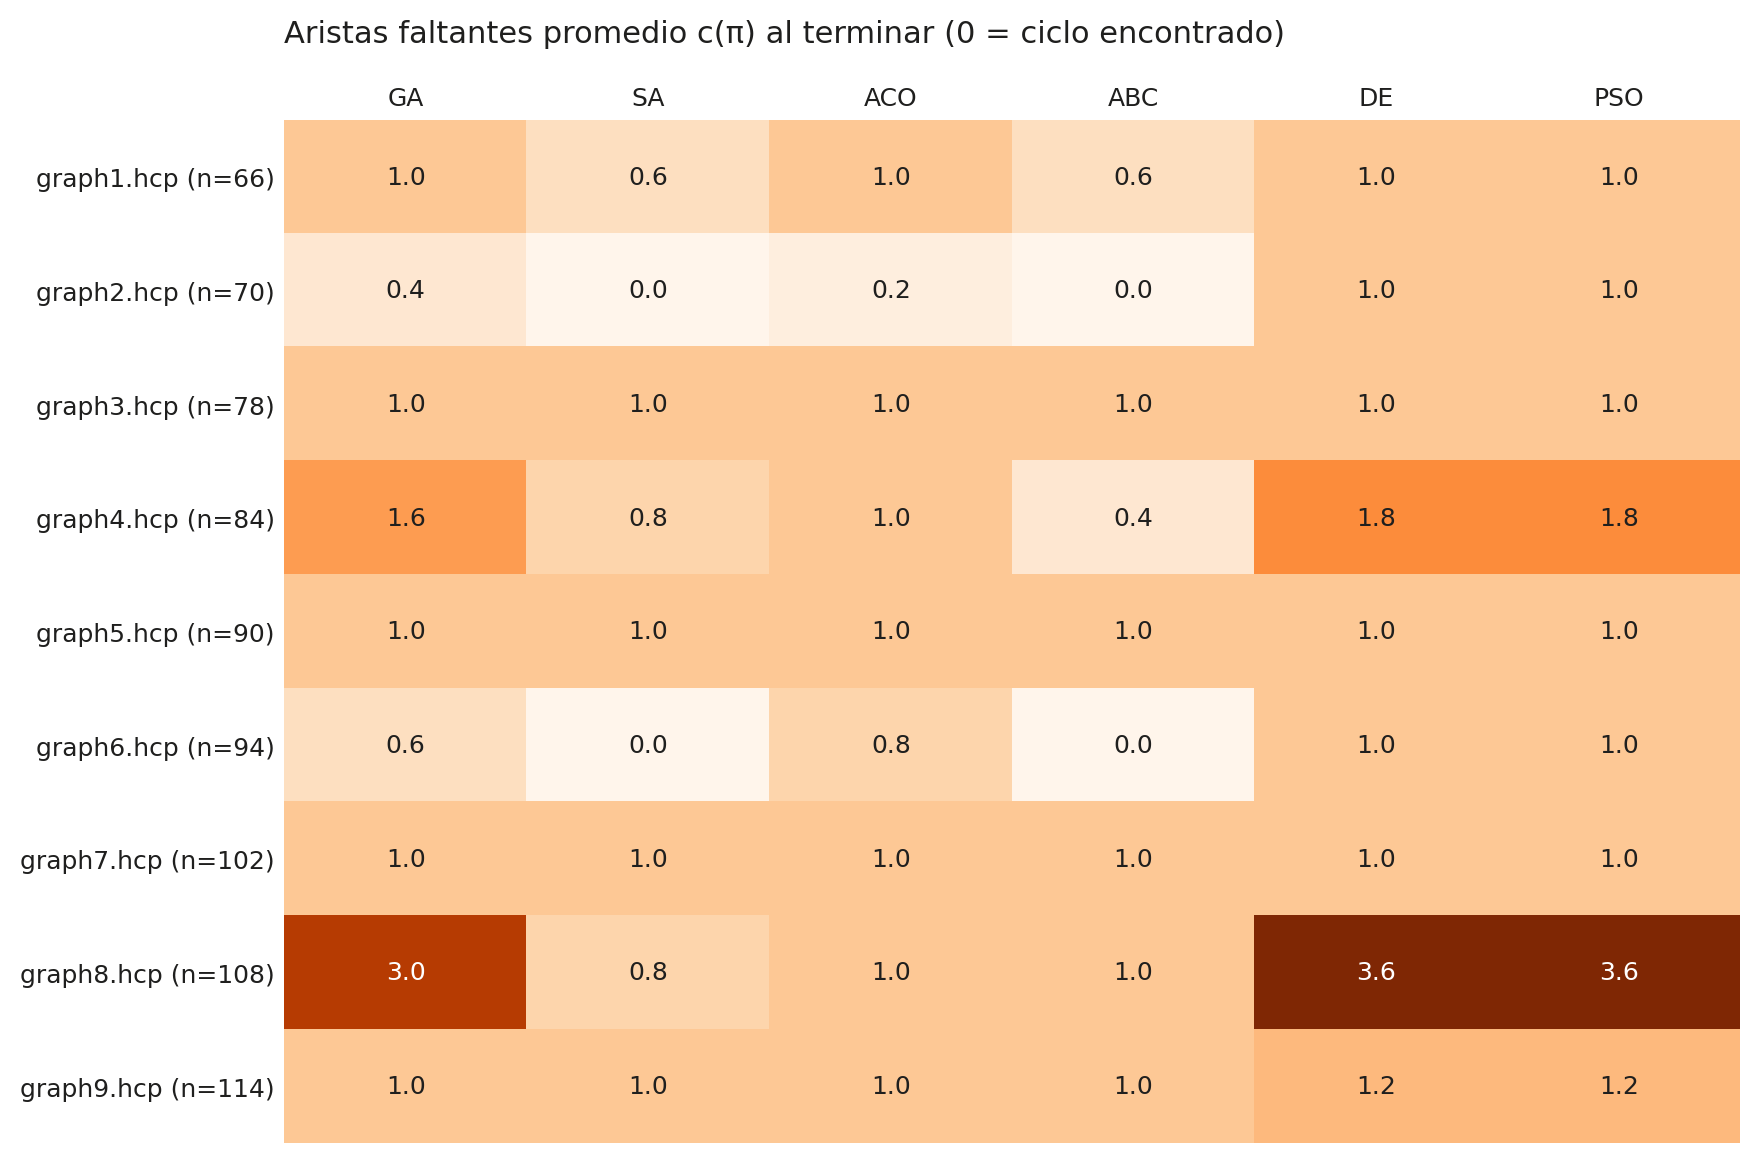 Aristas faltantes promedio c(π) al terminar (0 = ciclo encontrado)
GA SA ACO ABC DE PSO
graph1.hcp (n=66) 1.0 0.6 1.0 0.6 1.0 1.0
graph2.hcp (n=70) 0.4 0.0 0.2 0.0 1.0 1.0
graph3.hcp (n=78) 1.0 1.0 1.0 1.0 1.0 1.0
graph4.hcp (n=84) 1.6 0.8 1.0 0.4 1.8 1.8
graph5.hcp (n=90) 1.0 1.0 1.0 1.0 1.0 1.0
graph6.hcp (n=94) 0.6 0.0 0.8 0.0 1.0 1.0
graph7.hcp (n=102) 1.0 1.0 1.0 1.0 1.0 1.0
graph8.hcp (n=108) 3.0 0.8 1.0 1.0 3.6 3.6
graph9.hcp (n=114) 1.0 1.0 1.0 1.0 1.2 1.2